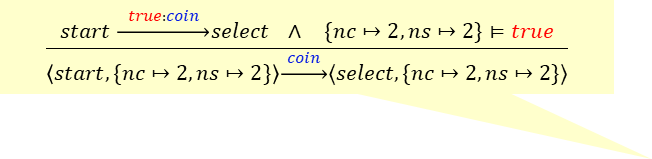 start —true:coin→ select ∧ {nc ↦ 2, ns ↦ 2} ⊨ true
⟨start, {nc ↦ 2, ns ↦ 2}⟩ —coin→ ⟨select, {nc ↦ 2, ns ↦ 2}⟩